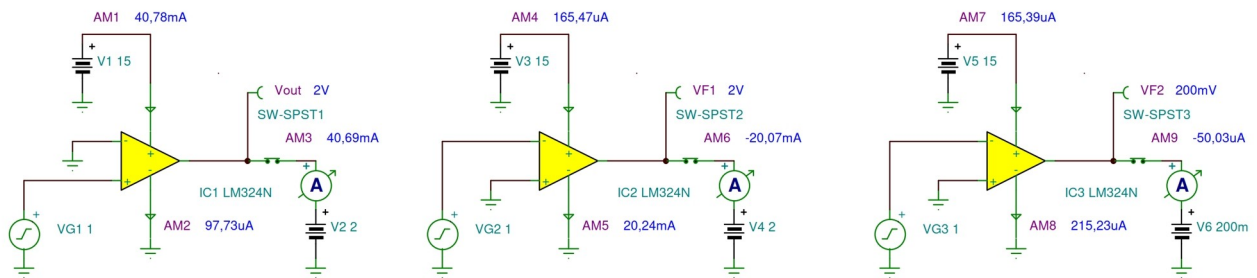 AM1 40,78mA
V1 15
Vout 2V
SW-SPST1
AM3 40,69mA
A
IC1 LM324N
VG1 1
AM2 97,73uA
V2 2
AM4 165,47uA
V3 15
VF1 2V
SW-SPST2
AM6 -20,07mA
A
IC2 LM324N
VG2 1
AM5 20,24mA
V4 2
AM7 165,39uA
V5 15
VF2 200mV
SW-SPST3
AM9 -50,03uA
A
IC3 LM324N
VG3 1
AM8 215,23uA
V6 200m